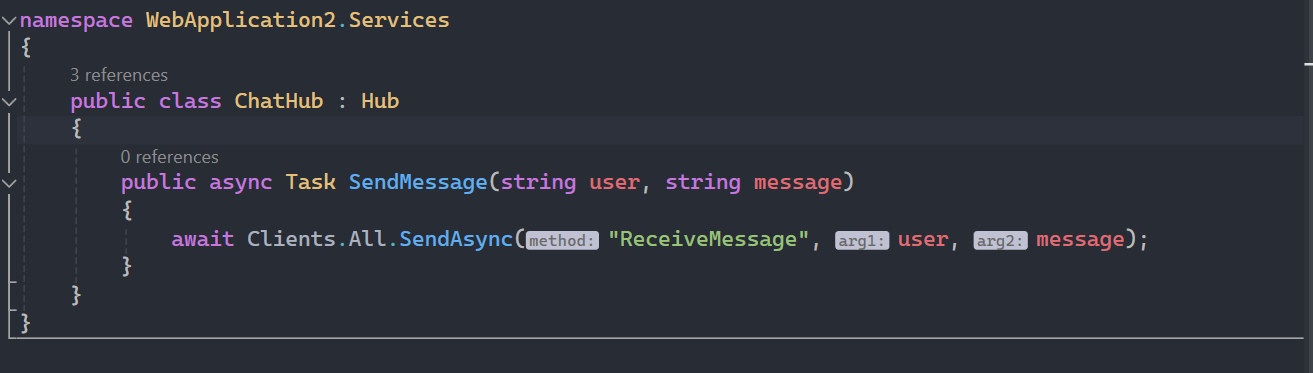 namespace WebApplication2.Services
{
3 references
public class ChatHub : Hub
{
0 references
public async Task SendMessage(string user, string message)
{
await Clients.All.SendAsync(method: "ReceiveMessage", arg1: user, arg2: message);
}
}
}